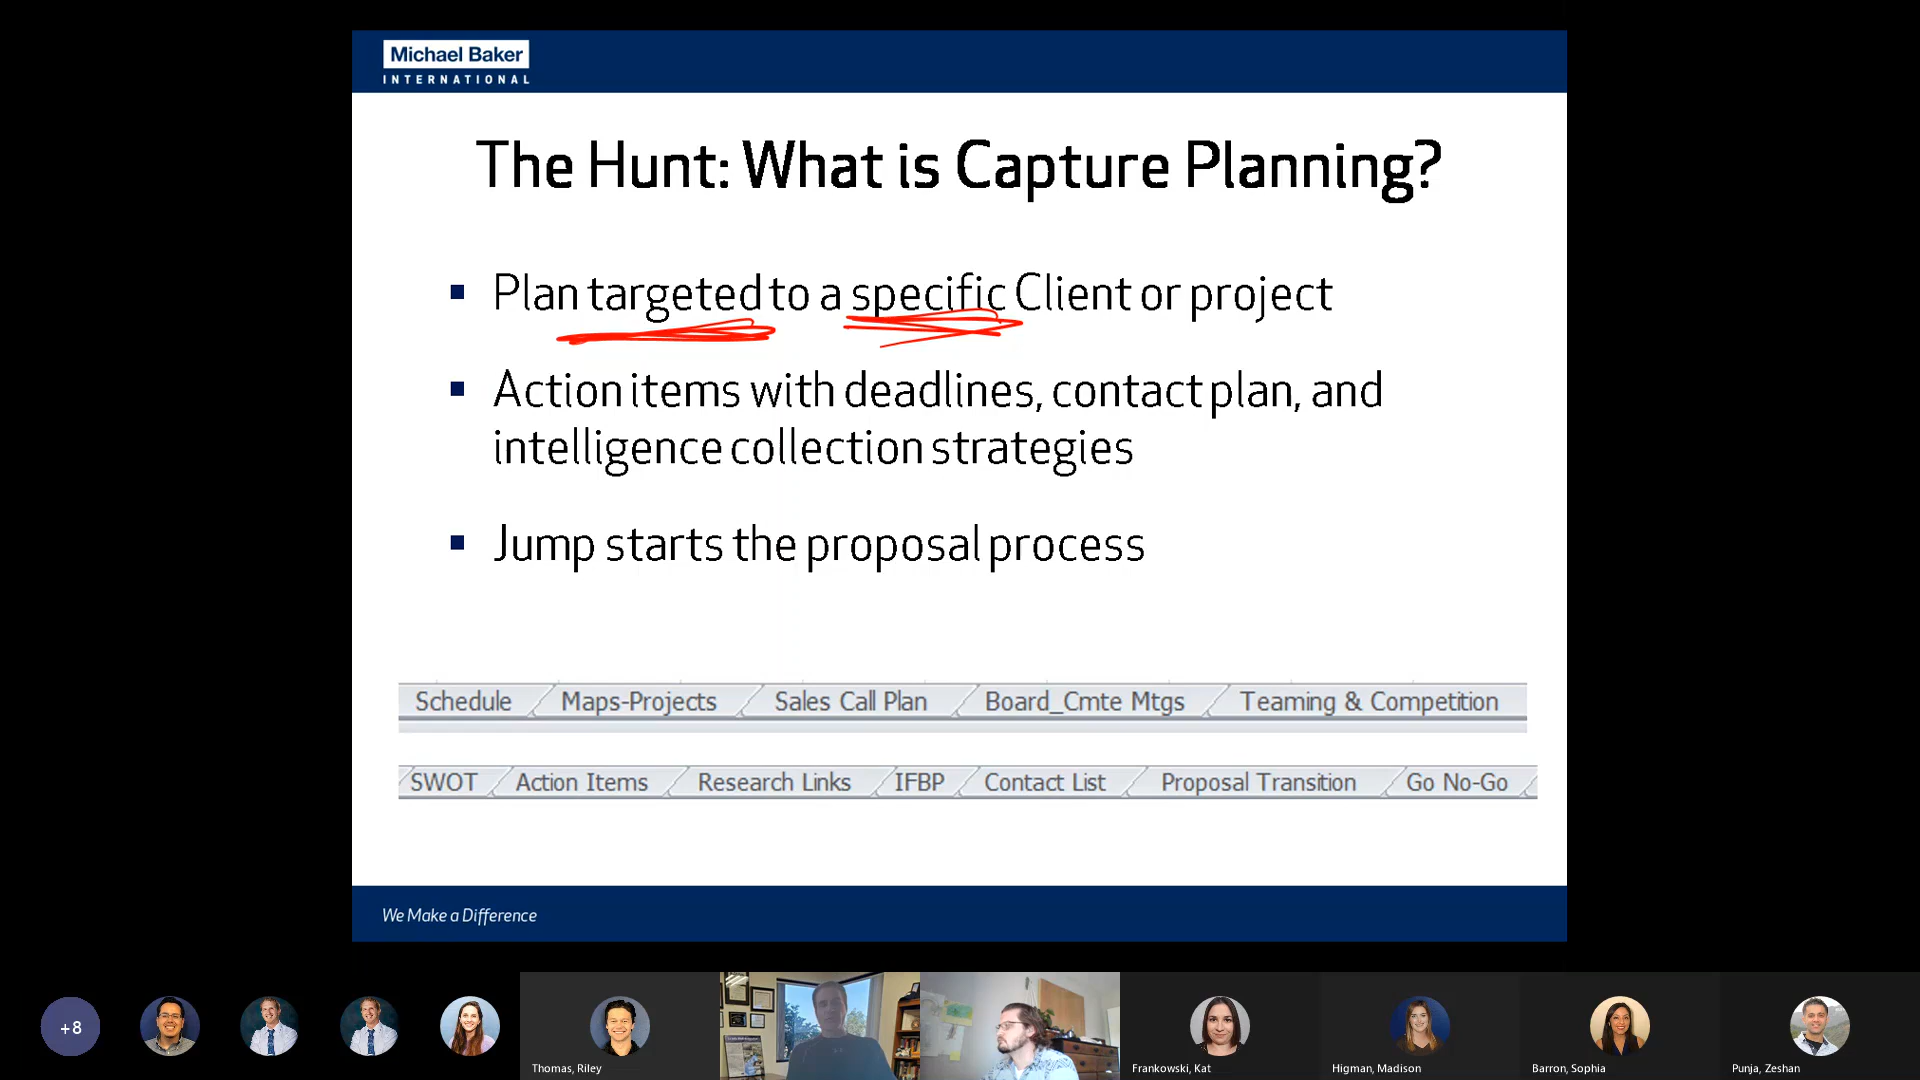 Michael Baker
INTERNATIONAL
The Hunt: What is Capture Planning?
Plan targeted to a specific Client or project
Action items with deadlines, contact plan, and
intelligence collection strategies
Jump starts the proposal process
Schedule Maps-Projects Sales Call Plan Board_Cmte Mtgs Teaming & Competition
SWOT Action Items Research Links IFBP Contact List Proposal Transition Go No-Go
We Make a Difference
+8
Thomas, Riley
Frankowski, Kat
Higman, Madison
Barron, Sophia
Punja, Zeshan